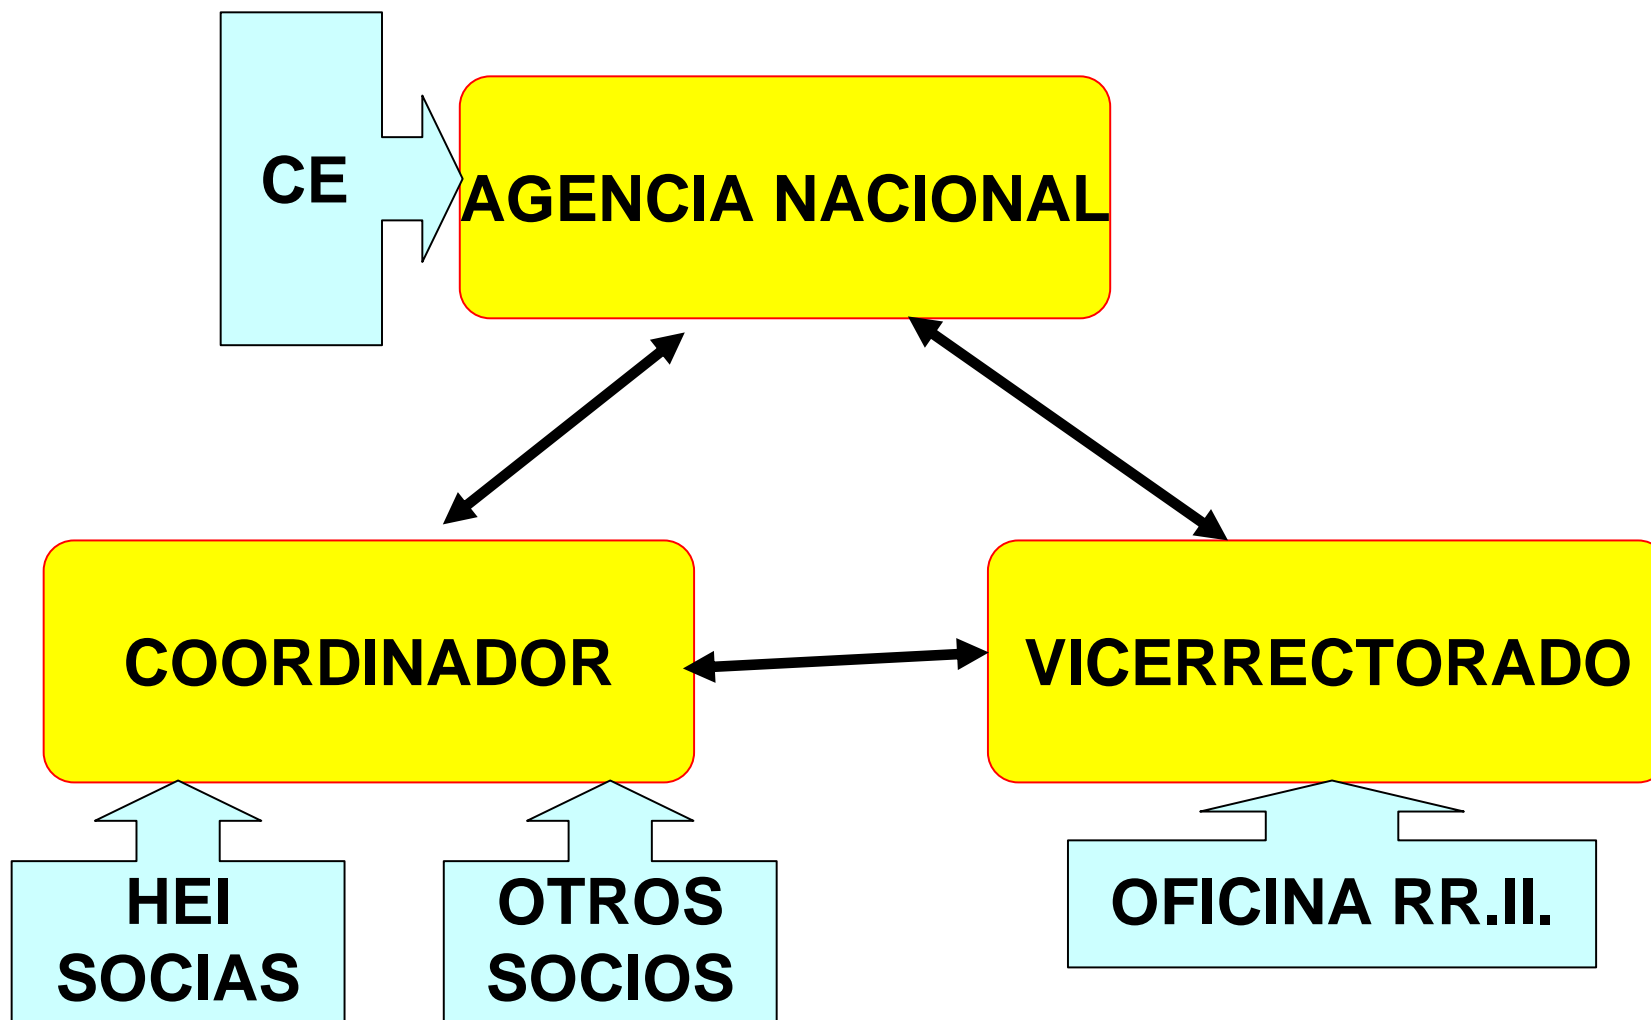 CE
AGENCIA NACIONAL
COORDINADOR
VICERRECTORADO
HEI
SOCIAS
OTROS
SOCIOS
OFICINA RR.II.